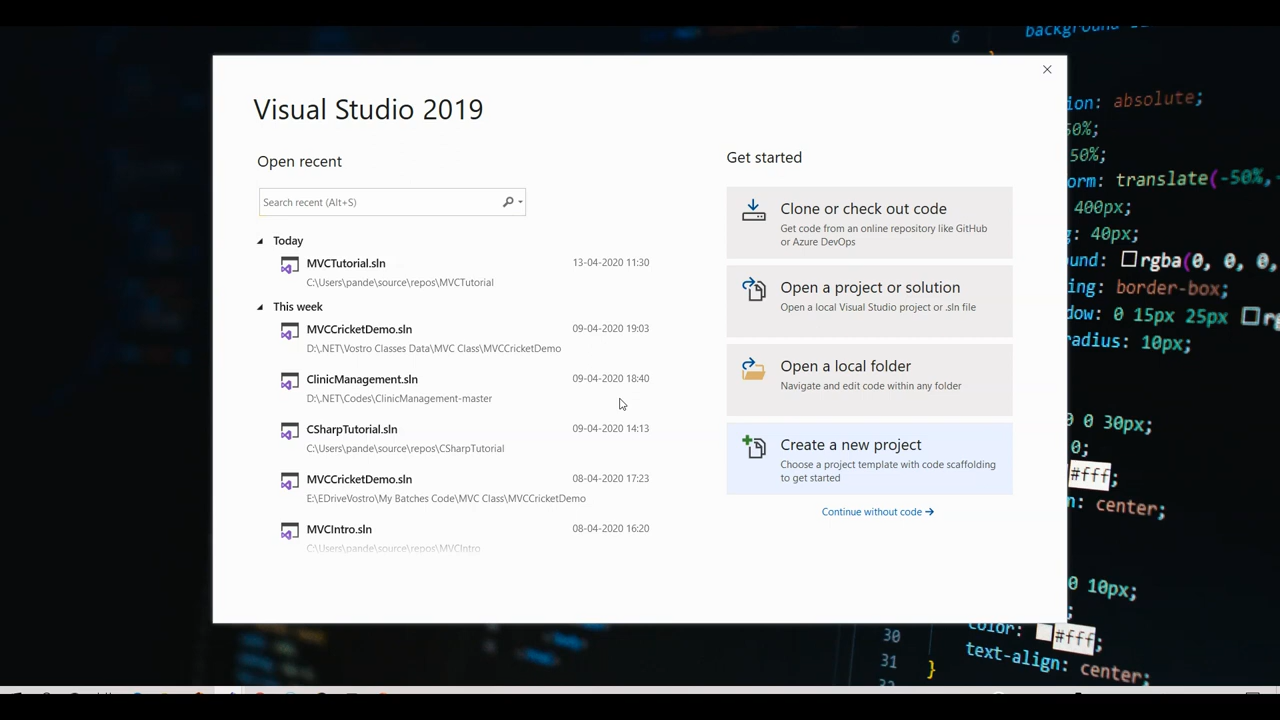 Visual Studio 2019
Open recent
Search recent (Alt+S)
Today
MVCTutorial.sln 13-04-2020 11:30
C:\Users\pande\source\repos\MVCTutorial
This week
MVCCricketDemo.sln 09-04-2020 19:03
D:\.NET\Vostro Classes Data\MVC Class\MVCCricketDemo
ClinicManagement.sln 09-04-2020 18:40
D:\.NET\Codes\ClinicManagement-master
CSharpTutorial.sln 09-04-2020 14:13
C:\Users\pande\source\repos\CSharpTutorial
MVCCricketDemo.sln 08-04-2020 17:23
E:\EDriveVostro\My Batches Code\MVC Class\MVCCricketDemo
MVCIntro.sln 08-04-2020 16:20
C:\Users\pande\source\repos\MVCIntro
Get started
Clone or check out code
Get code from an online repository like GitHub
or Azure DevOps
Open a project or solution
Open a local Visual Studio project or .sln file
Open a local folder
Navigate and edit code within any folder
Create a new project
Choose a project template with code scaffolding
to get started
Continue without code →
6 background
ion: absolute;
50%;
50%;
orm: translate(-50%,
400px;
g: 40px;
ound: rgba(0, 0, 0,
ing: border-box;
dow: 0 15px 25px
radius: 10px;
0 0 30px;
0;
#fff;
n: center;
0 10px;
;
30 color: #fff;
31 } text-align: center;